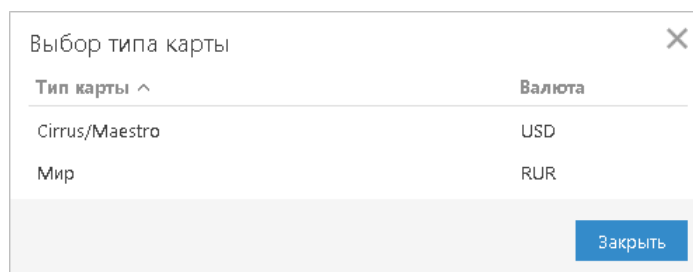 Выбор типа карты
Тип карты Валюта
Cirrus/Maestro USD
Мир RUR
Закрыть